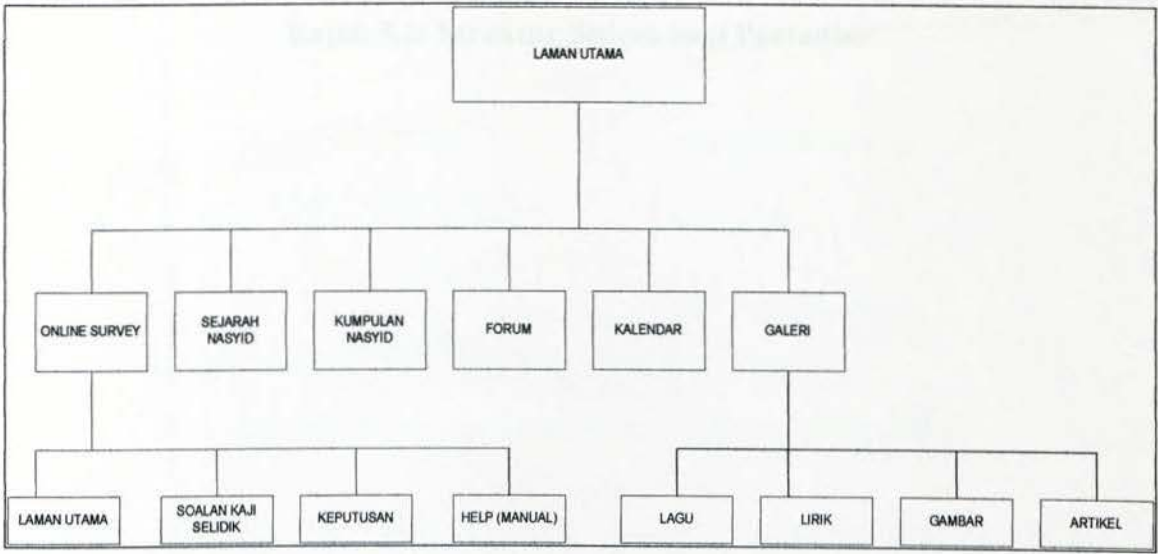 LAMAN UTAMA
ONLINE SURVEY
SEJARAH
NASYID
KUMPULAN
NASYID
FORUM
KALENDAR
GALERI
LAMAN UTAMA
SOALAN KAJI
SELIDIK
KEPUTUSAN
HELP (MANUAL)
LAGU
LIRIK
GAMBAR
ARTIKEL